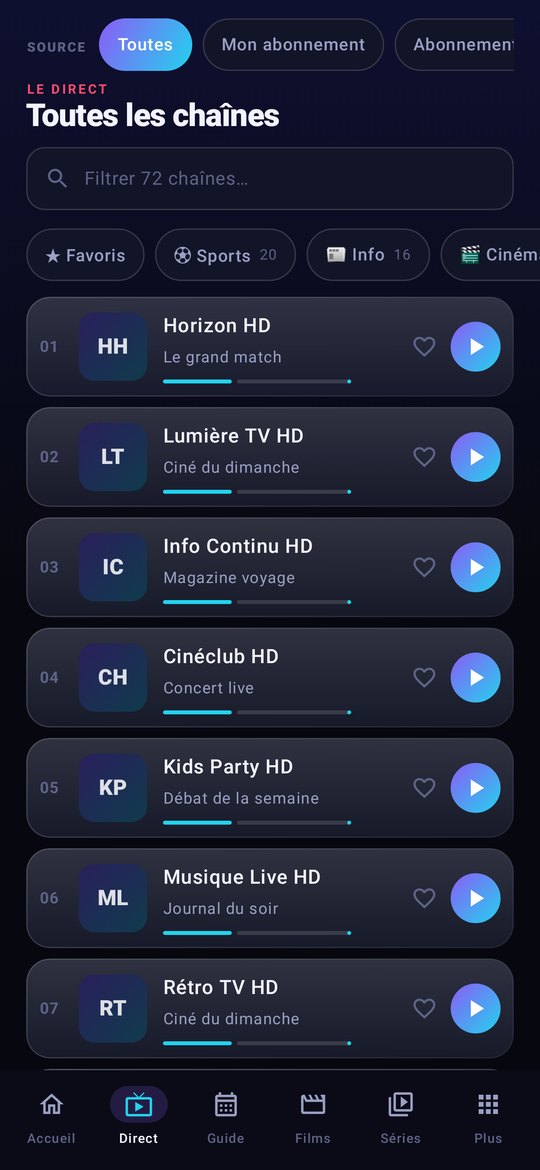 SOURCE Toutes Mon abonnement Abonnement
LE DIRECT
Toutes les chaînes
Filtrer 72 chaînes…
★ Favoris Sports 20 Info 16 Ciném
01 HH Horizon HD
Le grand match
02 LT Lumière TV HD
Ciné du dimanche
03 IC Info Continu HD
Magazine voyage
04 CH Cinéclub HD
Concert live
05 KP Kids Party HD
Débat de la semaine
06 ML Musique Live HD
Journal du soir
07 RT Rétro TV HD
Ciné du dimanche
Accueil Direct Guide Films Séries Plus